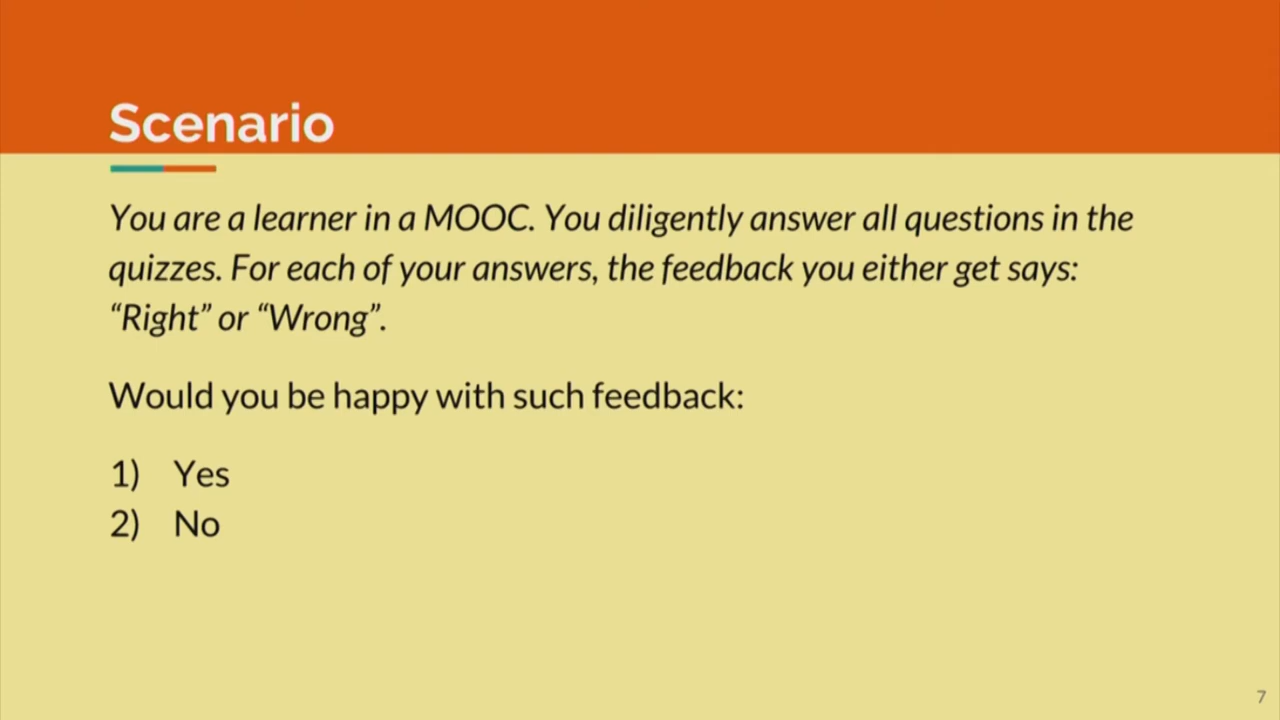 Scenario
You are a learner in a MOOC. You diligently answer all questions in the
quizzes. For each of your answers, the feedback you either get says:
“Right” or “Wrong”.
Would you be happy with such feedback:
1) Yes
2) No
7